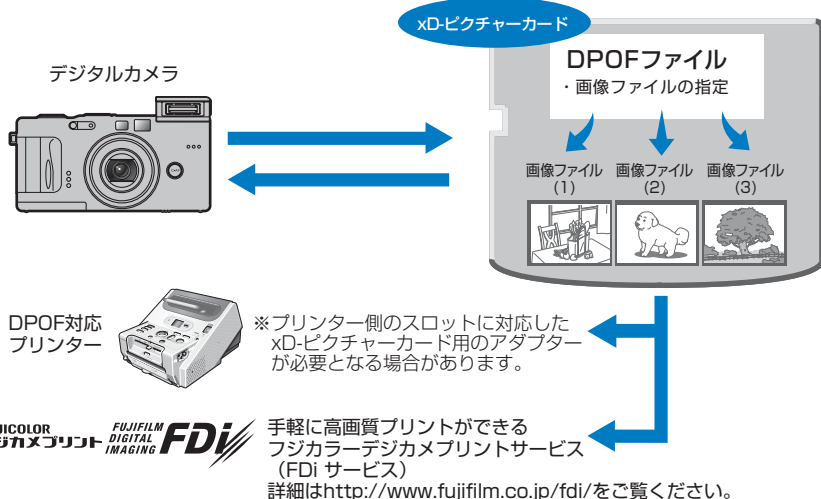 xD-ピクチャーカード
DPOFファイル
・画像ファイルの指定
デジタルカメラ
画像ファイル 画像ファイル 画像ファイル
(1) (2) (3)
DPOF対応
プリンター
※プリンター側のスロットに対応した
xD-ピクチャーカード用のアダプター
が必要となる場合があります。
FUJIFILM
DIGITAL
IMAGING
FDi
手軽に高画質プリントができる
フジカラーデジカメプリントサービス
（FDi サービス）
詳細はhttp://www.fujifilm.co.jp/fdi/をご覧ください。